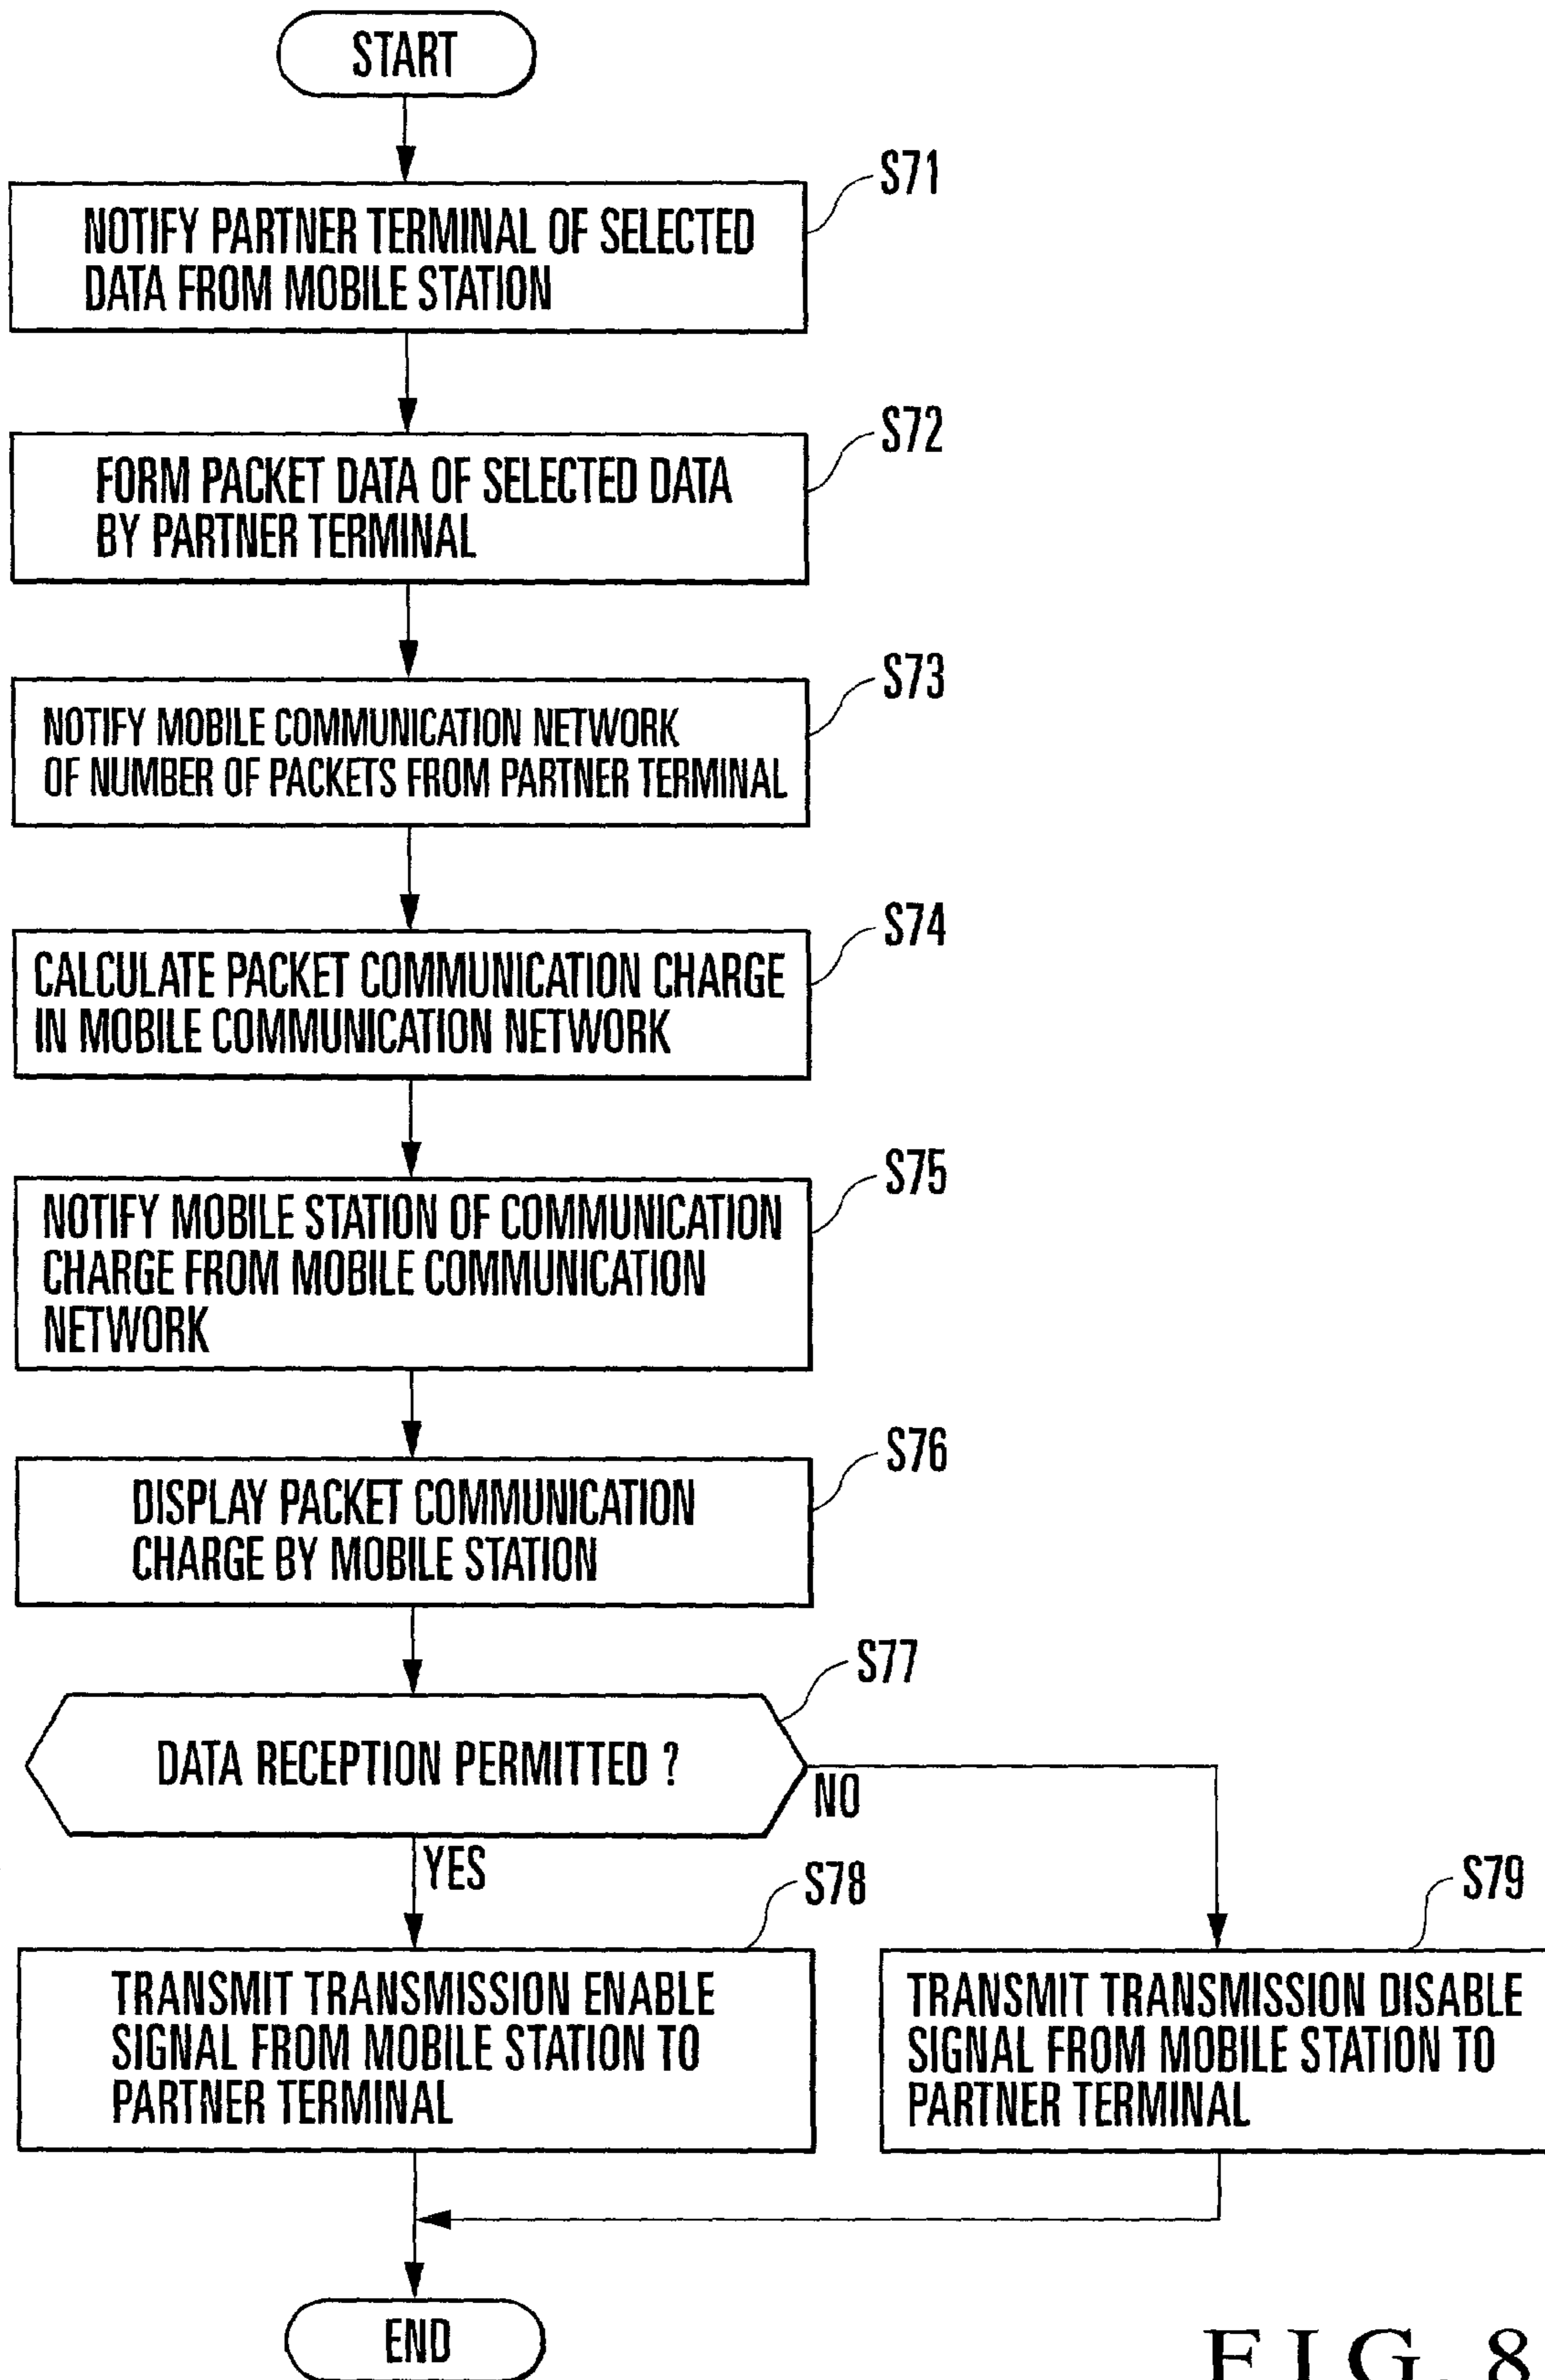 START
S71
NOTIFY PARTNER TERMINAL OF SELECTED
DATA FROM MOBILE STATION
S72
FORM PACKET DATA OF SELECTED DATA
BY PARTNER TERMINAL
S73
NOTIFY MOBILE COMMUNICATION NETWORK
OF NUMBER OF PACKETS FROM PARTNER TERMINAL
S74
CALCULATE PACKET COMMUNICATION CHARGE
IN MOBILE COMMUNICATION NETWORK
S75
NOTIFY MOBILE STATION OF COMMUNICATION
CHARGE FROM MOBILE COMMUNICATION
NETWORK
S76
DISPLAY PACKET COMMUNICATION
CHARGE BY MOBILE STATION
S77
DATA RECEPTION PERMITTED ?
NO
YES
S78
TRANSMIT TRANSMISSION ENABLE
SIGNAL FROM MOBILE STATION TO
PARTNER TERMINAL
S79
TRANSMIT TRANSMISSION DISABLE
SIGNAL FROM MOBILE STATION TO
PARTNER TERMINAL
END
FIG. 8